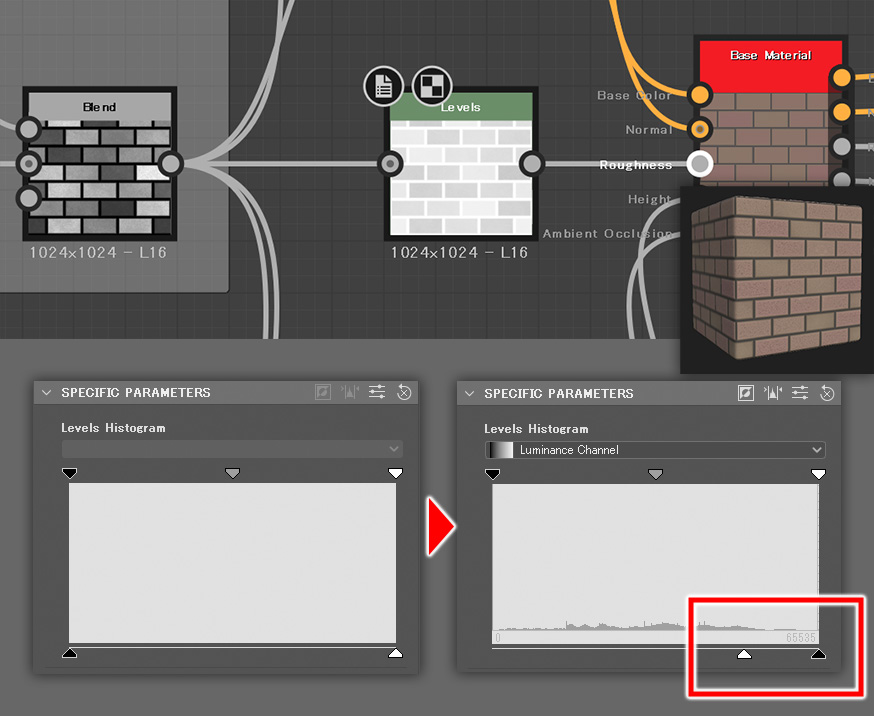 Base Material
Blend
Levels
Base Color
Normal
Roughness
Height
Ambient Occlusion
1024x1024 - L16
1024x1024 - L16
SPECIFIC PARAMETERS
Levels Histogram
SPECIFIC PARAMETERS
Levels Histogram
Luminance Channel
0
65535